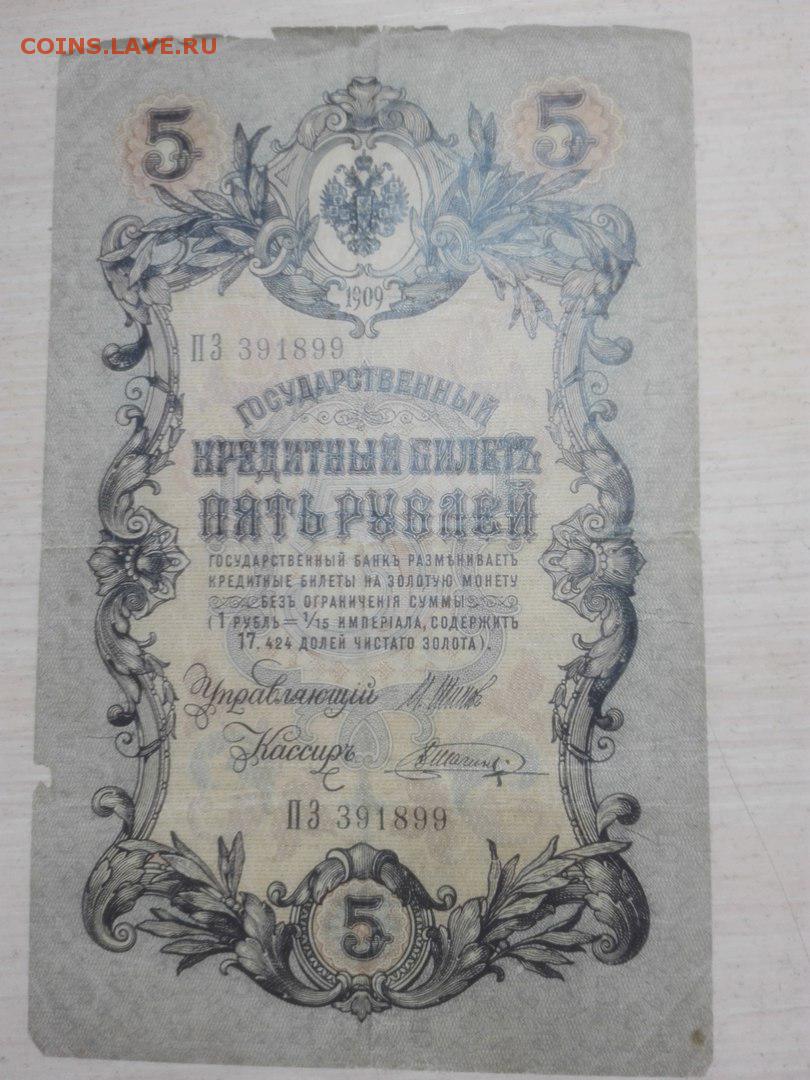 COINS.LAVE.RU
5 5
1909
ПЗ 391899
ГОСУДАРСТВЕННЫЙ
КРЕДИТНЫЙ БИЛЕТЪ
ПЯТЬ РУБЛЕЙ
ГОСУДАРСТВЕННЫЙ БАНКЪ РАЗМѢНИВАЕТЪ
КРЕДИТНЫЕ БИЛЕТЫ НА ЗОЛОТУЮ МОНЕТУ
БЕЗЪ ОГРАНИЧЕНІЯ СУММЫ
(1 РУБЛЬ = 1/15 ИМПЕРІАЛА, СОДЕРЖИТЪ
17,424 ДОЛЕЙ ЧИСТАГО ЗОЛОТА).
Управляющій
Кассиръ
ПЗ 391899
5